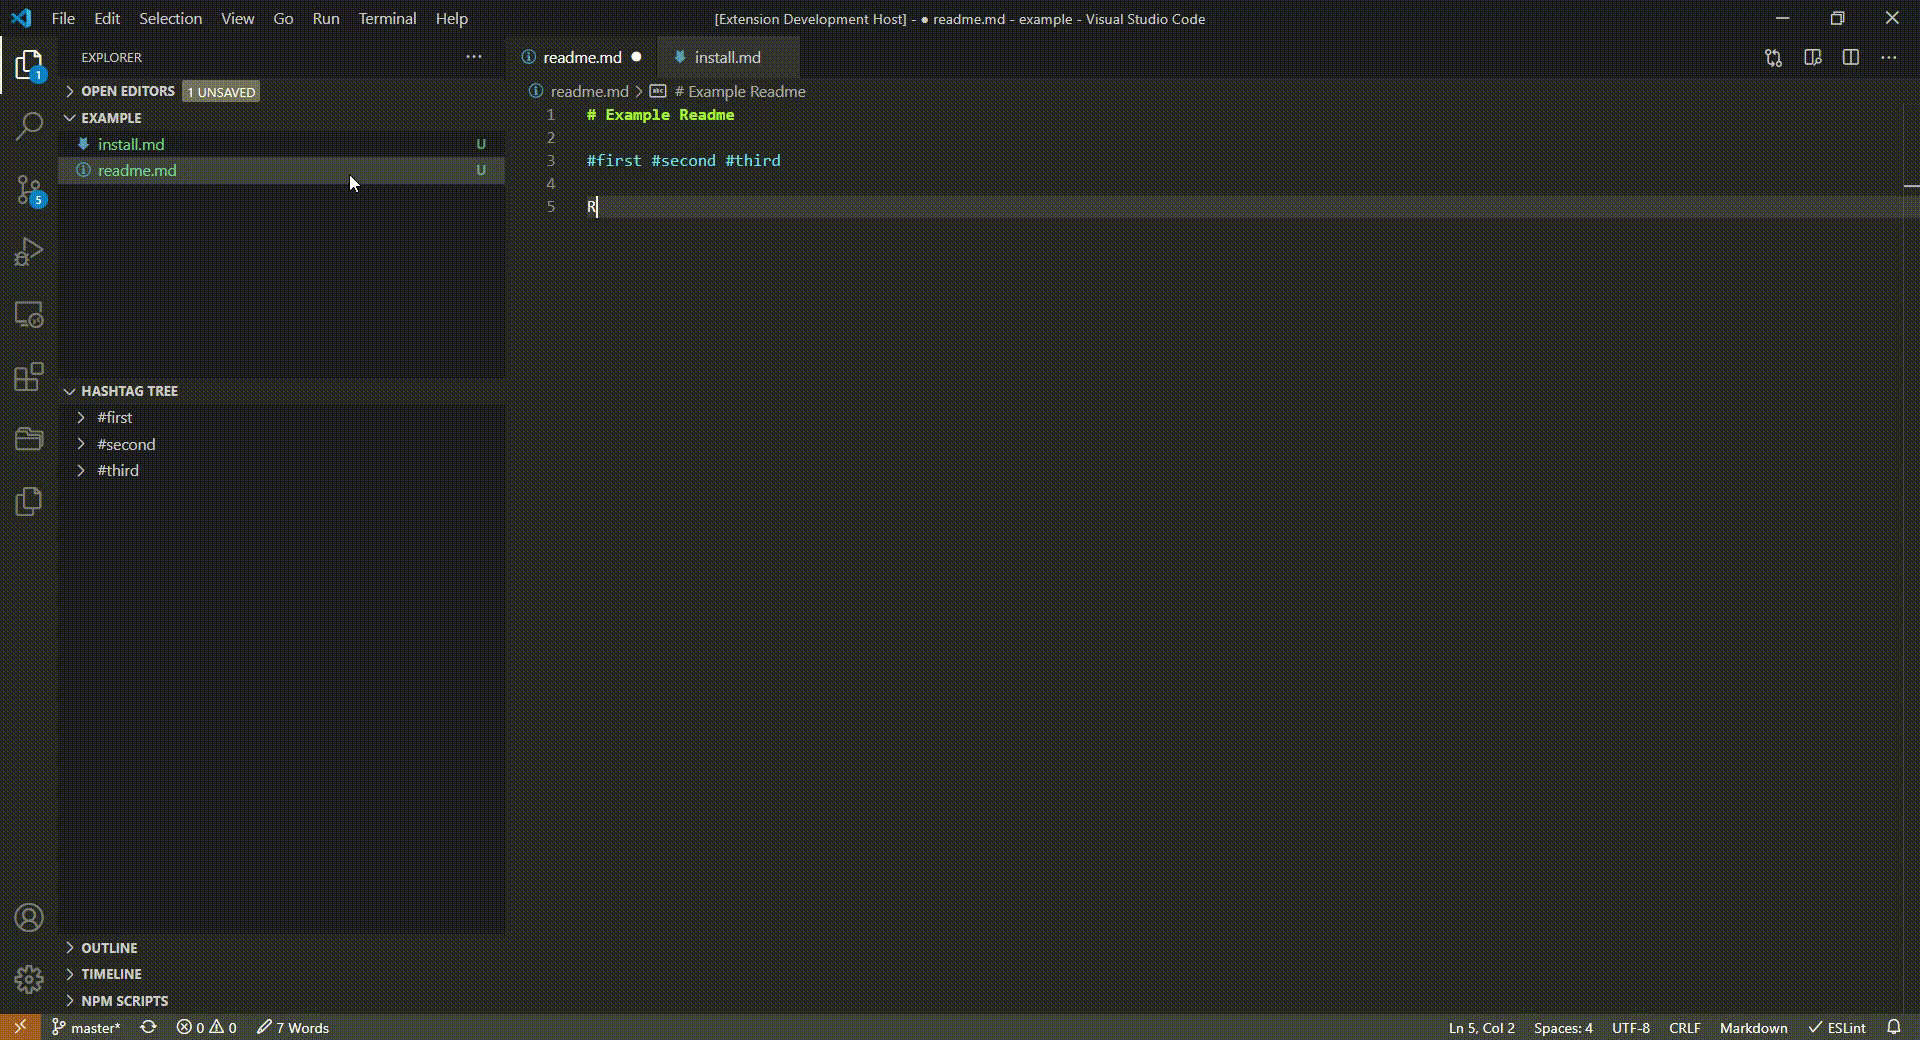 File Edit Selection View Go Run Terminal Help
[Extension Development Host] - ● readme.md - example - Visual Studio Code
EXPLORER
OPEN EDITORS 1 UNSAVED
EXAMPLE
install.md U
readme.md U
HASHTAG TREE
#first
#second
#third
OUTLINE
TIMELINE
NPM SCRIPTS
1
5
readme.md ● install.md
readme.md > abc # Example Readme
1 # Example Readme
2
3 #first #second #third
4
5 R
master* 0 0 7 Words
Ln 5, Col 2 Spaces: 4 UTF-8 CRLF Markdown ESLint